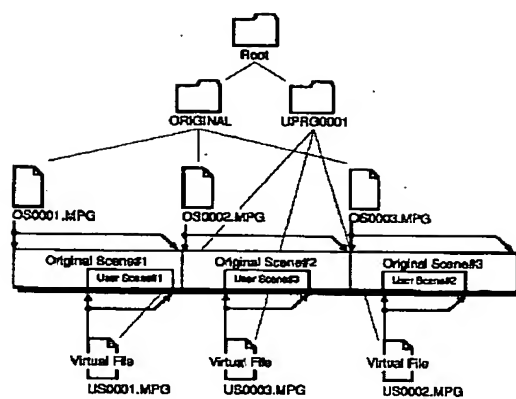 Root
ORIGINAL
UPRG0001
OS0001.MPG
OS0002.MPG
OS0003.MPG
Original Scene#1
Original Scene#2
Original Scene#3
User Scene#1
User Scene#3
User Scene#2
Virtual File
Virtual File
Virtual File
US0001.MPG
US0003.MPG
US0002.MPG